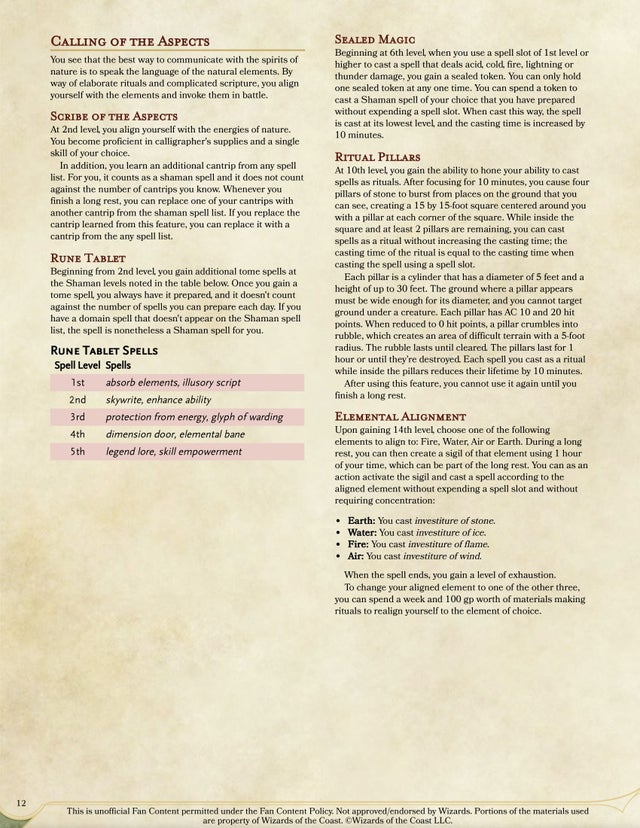 CALLING OF THE ASPECTS
You see that the best way to communicate with the spirits of
nature is to speak the language of the natural elements. By
way of elaborate rituals and complicated scripture, you align
yourself with the elements and invoke them in battle.
SCRIBE OF THE ASPECTS
At 2nd level, you align yourself with the energies of nature.
You become proficient in calligrapher's supplies and a single
skill of your choice.
In addition, you learn an additional cantrip from any spell
list. For you, it counts as a shaman spell and it does not count
against the number of cantrips you know. Whenever you
finish a long rest, you can replace one of your cantrips with
another cantrip from the shaman spell list. If you replace the
cantrip learned from this feature, you can replace it with a
cantrip from the any spell list.
RUNE TABLET
Beginning from 2nd level, you gain additional tome spells at
the Shaman levels noted in the table below. Once you gain a
tome spell, you always have it prepared, and it doesn't count
against the number of spells you can prepare each day. If you
have a domain spell that doesn't appear on the Shaman spell
list, the spell is nonetheless a Shaman spell for you.
RUNE TABLET SPELLS
Spell Level Spells
1st absorb elements, illusory script
2nd skywrite, enhance ability
3rd protection from energy, glyph of warding
4th dimension door, elemental bane
5th legend lore, skill empowerment
SEALED MAGIC
Beginning at 6th level, when you use a spell slot of 1st level or
higher to cast a spell that deals acid, cold, fire, lightning or
thunder damage, you gain a sealed token. You can only hold
one sealed token at any one time. You can spend a token to
cast a Shaman spell of your choice that you have prepared
without expending a spell slot. When cast this way, the spell
is cast at its lowest level, and the casting time is increased by
10 minutes.
RITUAL PILLARS
At 10th level, you gain the ability to hone your ability to cast
spells as rituals. After focusing for 10 minutes, you cause four
pillars of stone to burst from places on the ground that you
can see, creating a 15 by 15-foot square centered around you
with a pillar at each corner of the square. While inside the
square and at least 2 pillars are remaining, you can cast
spells as a ritual without increasing the casting time; the
casting time of the ritual is equal to the casting time when
casting the spell using a spell slot.
Each pillar is a cylinder that has a diameter of 5 feet and a
height of up to 30 feet. The ground where a pillar appears
must be wide enough for its diameter, and you cannot target
ground under a creature. Each pillar has AC 10 and 20 hit
points. When reduced to 0 hit points, a pillar crumbles into
rubble, which creates an area of difficult terrain with a 5-foot
radius. The rubble lasts until cleared. The pillars last for 1
hour or until they're destroyed. Each spell you cast as a ritual
while inside the pillars reduces their lifetime by 10 minutes.
After using this feature, you cannot use it again until you
finish a long rest.
ELEMENTAL ALIGNMENT
Upon gaining 14th level, choose one of the following
elements to align to: Fire, Water, Air or Earth. During a long
rest, you can then create a sigil of that element using 1 hour
of your time, which can be part of the long rest. You can as an
action activate the sigil and cast a spell according to the
aligned element without expending a spell slot and without
requiring concentration:
• Earth: You cast investiture of stone.
• Water: You cast investiture of ice.
• Fire: You cast investiture of flame.
• Air: You cast investiture of wind.
When the spell ends, you gain a level of exhaustion.
To change your aligned element to one of the other three,
you can spend a week and 100 gp worth of materials making
rituals to realign yourself to the element of choice.
12
This is unofficial Fan Content permitted under the Fan Content Policy. Not approved/endorsed by Wizards. Portions of the materials used
are property of Wizards of the Coast. ©Wizards of the Coast LLC.